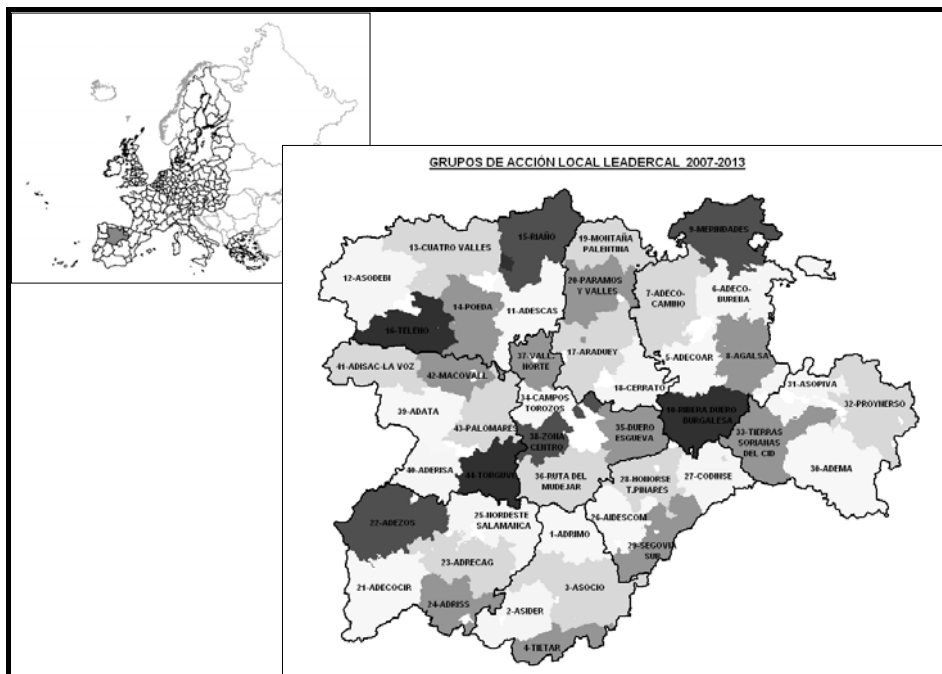 GRUPOS DE ACCIÓN LOCAL LEADERCAL 2007-2013
9-MERINDADES
15-RIAÑO
19-MONTAÑA
PALENTINA
13-CUATRO VALLES
12-ASODEBI
20-PARAMOS
Y VALLES
7-ADECO-
CAMINO
6-ADECO-
BUREBA
14-POEDA
11-ADESCAS
16-TELENO
37-VALL.
NORTE
17-ARADUEY
5-ADECOAR
8-AGALSA
41-ADISAC-LA VOZ
42-MACOVALL
18-CERRATO
31-ASOPIVA
32-PROYNERSO
34-CAMPOS
TOROZOS
39-ADATA
10-RIBERA DUERO
BURGALESA
43-PALOMARES
38-ZONA
CENTRO
35-DUERO
ESGUEVA
33-TIERRAS
SORIANAS
DEL CID
40-ADERISA
44-TORGUVI
36-RUTA DEL
MUDEJAR
28-HONORSE
T.PINARES
27-CODINSE
30-ADEMA
22-ADEZOS
25-NORDESTE
SALAMANCA
26-AIDESCOM
1-ADRIMO
29-SEGOVIA
SUR
23-ADRECAG
21-ADECOCIR
3-ASOCIO
24-ADRISS
2-ASIDER
4-TIETAR